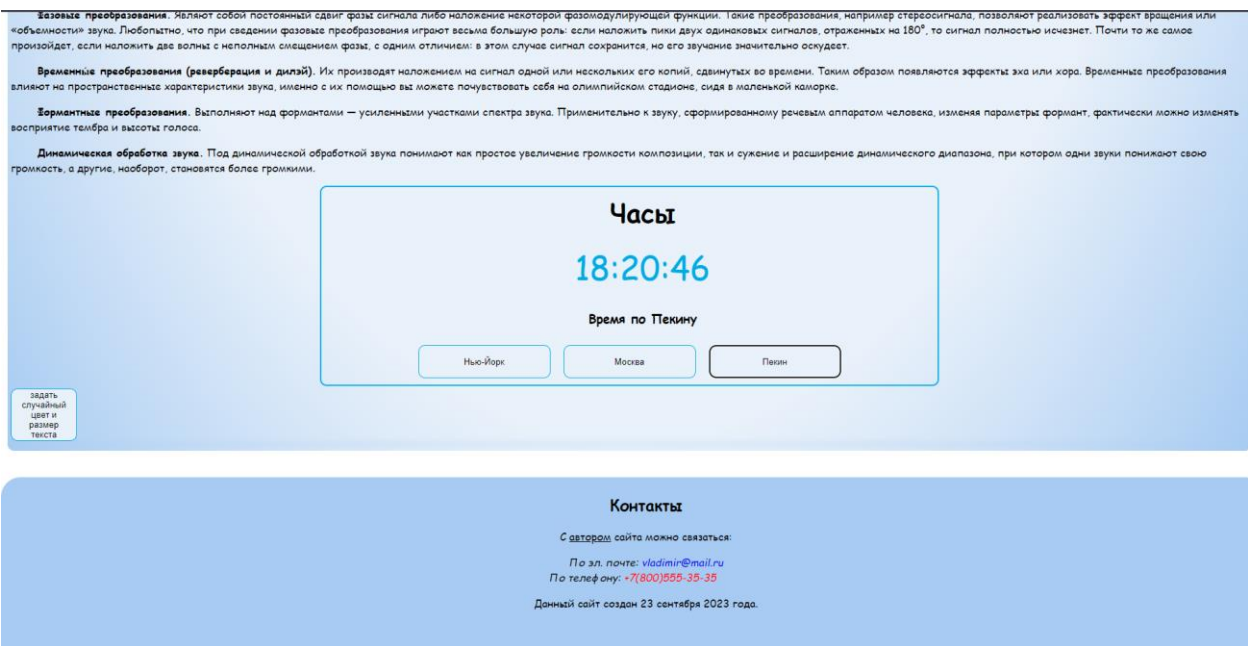 Фазовые преобразования. Являют собой постоянный сдвиг фазы сигнала либо наложение некоторой фазомодулирующей функции. Такие преобразования, например стереосигнала, позволяют реализовать эффект вращения или
«объемности» звука. Любопытно, что при сведении фазовые преобразования играют весьма большую роль: если наложить пики двух одинаковых сигналов, отраженных на 180°, то сигнал полностью исчезнет. Почти то же самое
произойдет, если наложить две волны с неполным смещением фазы, с одним отличием: в этом случае сигнал сохранится, но его звучание значительно оскудеет.
Временные преобразования (реверберация и дилэй). Их производят наложением на сигнал одной или нескольких его копий, сдвинутых во времени. Таким образом появляются эффекты эха или хора. Временные преобразования
влияют на пространственные характеристики звука, именно с их помощью вы можете почувствовать себя на олимпийском стадионе, сидя в маленькой каморке.
Формантные преобразования. Выполняют над формантами — усиленными участками спектра звука. Применительно к звуку, сформированному речевым аппаратом человека, изменяя параметры формант, фактически можно изменять
восприятие тембра и высоты голоса.
Динамическая обработка звука. Под динамической обработкой звука понимают как простое увеличение громкости композиции, так и сужение и расширение динамического диапазона, при котором одни звуки понижают свою
громкость, а другие, наоборот, становятся более громкими.
Часы
18:20:46
Время по Пекину
Нью-Йорк Москва Пекин
задать
случайный
цвет и
размер
текста
Контакты
С автором сайта можно связаться:
По эл. почте: vladimir@mail.ru
По телефону: +7(800)555-35-35
Данный сайт создан 23 сентября 2023 года.